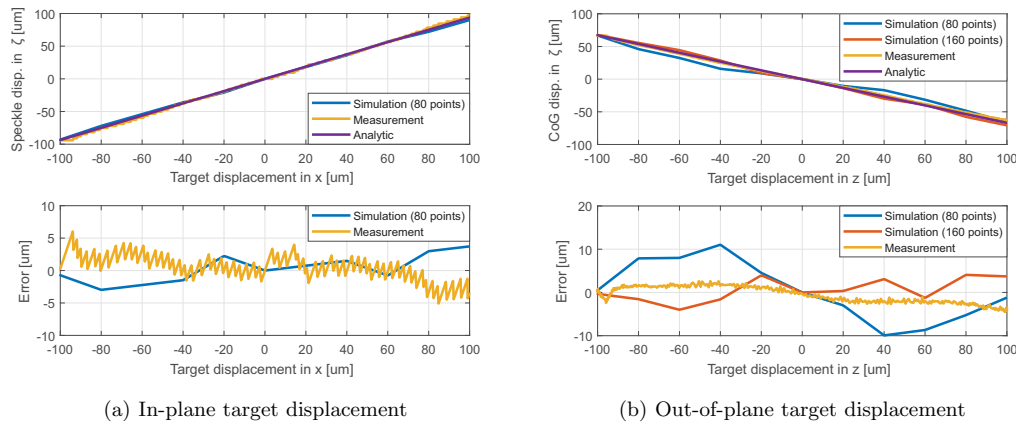 100
50
0
-50
-100
Speckle disp. in ζ [um]
Simulation (80 points)
Measurement
Analytic
-100 -80 -60 -40 -20 0 20 40 60 80 100
Target displacement in x [um]
10
5
0
-5
-10
Error [um]
Simulation (80 points)
Measurement
-100 -80 -60 -40 -20 0 20 40 60 80 100
Target displacement in x [um]
(a) In-plane target displacement
100
50
0
-50
-100
CoG disp. in ζ [um]
Simulation (80 points)
Simulation (160 points)
Measurement
Analytic
-100 -80 -60 -40 -20 0 20 40 60 80 100
Target displacement in z [um]
20
10
0
-10
Error [um]
Simulation (80 points)
Simulation (160 points)
Measurement
-100 -80 -60 -40 -20 0 20 40 60 80 100
Target displacement in z [um]
(b) Out-of-plane target displacement